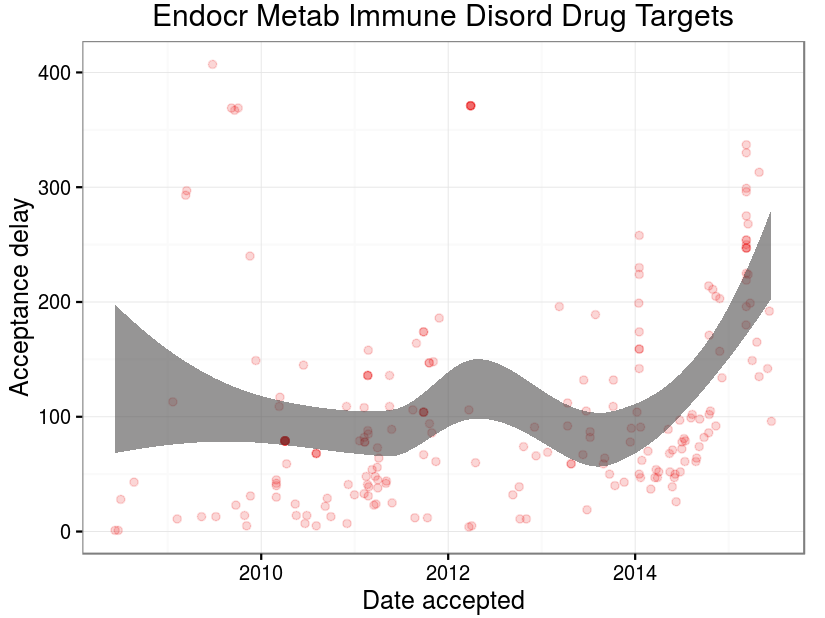 Endocr Metab Immune Disord Drug Targets
Acceptance delay
400
300
200
100
0
2010 2012 2014
Date accepted